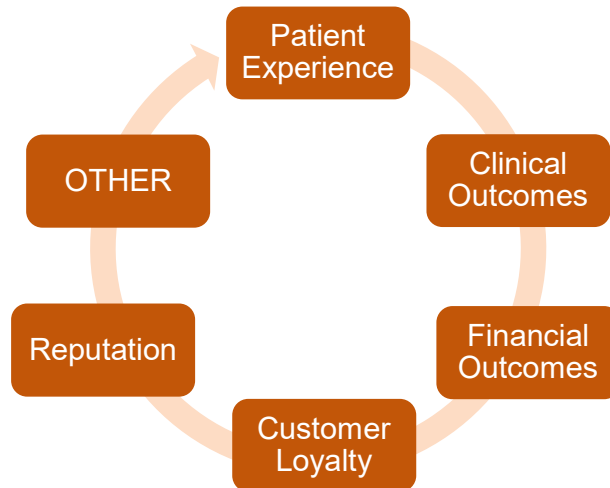 Patient
Experience
Clinical
Outcomes
Financial
Outcomes
Customer
Loyalty
Reputation
OTHER